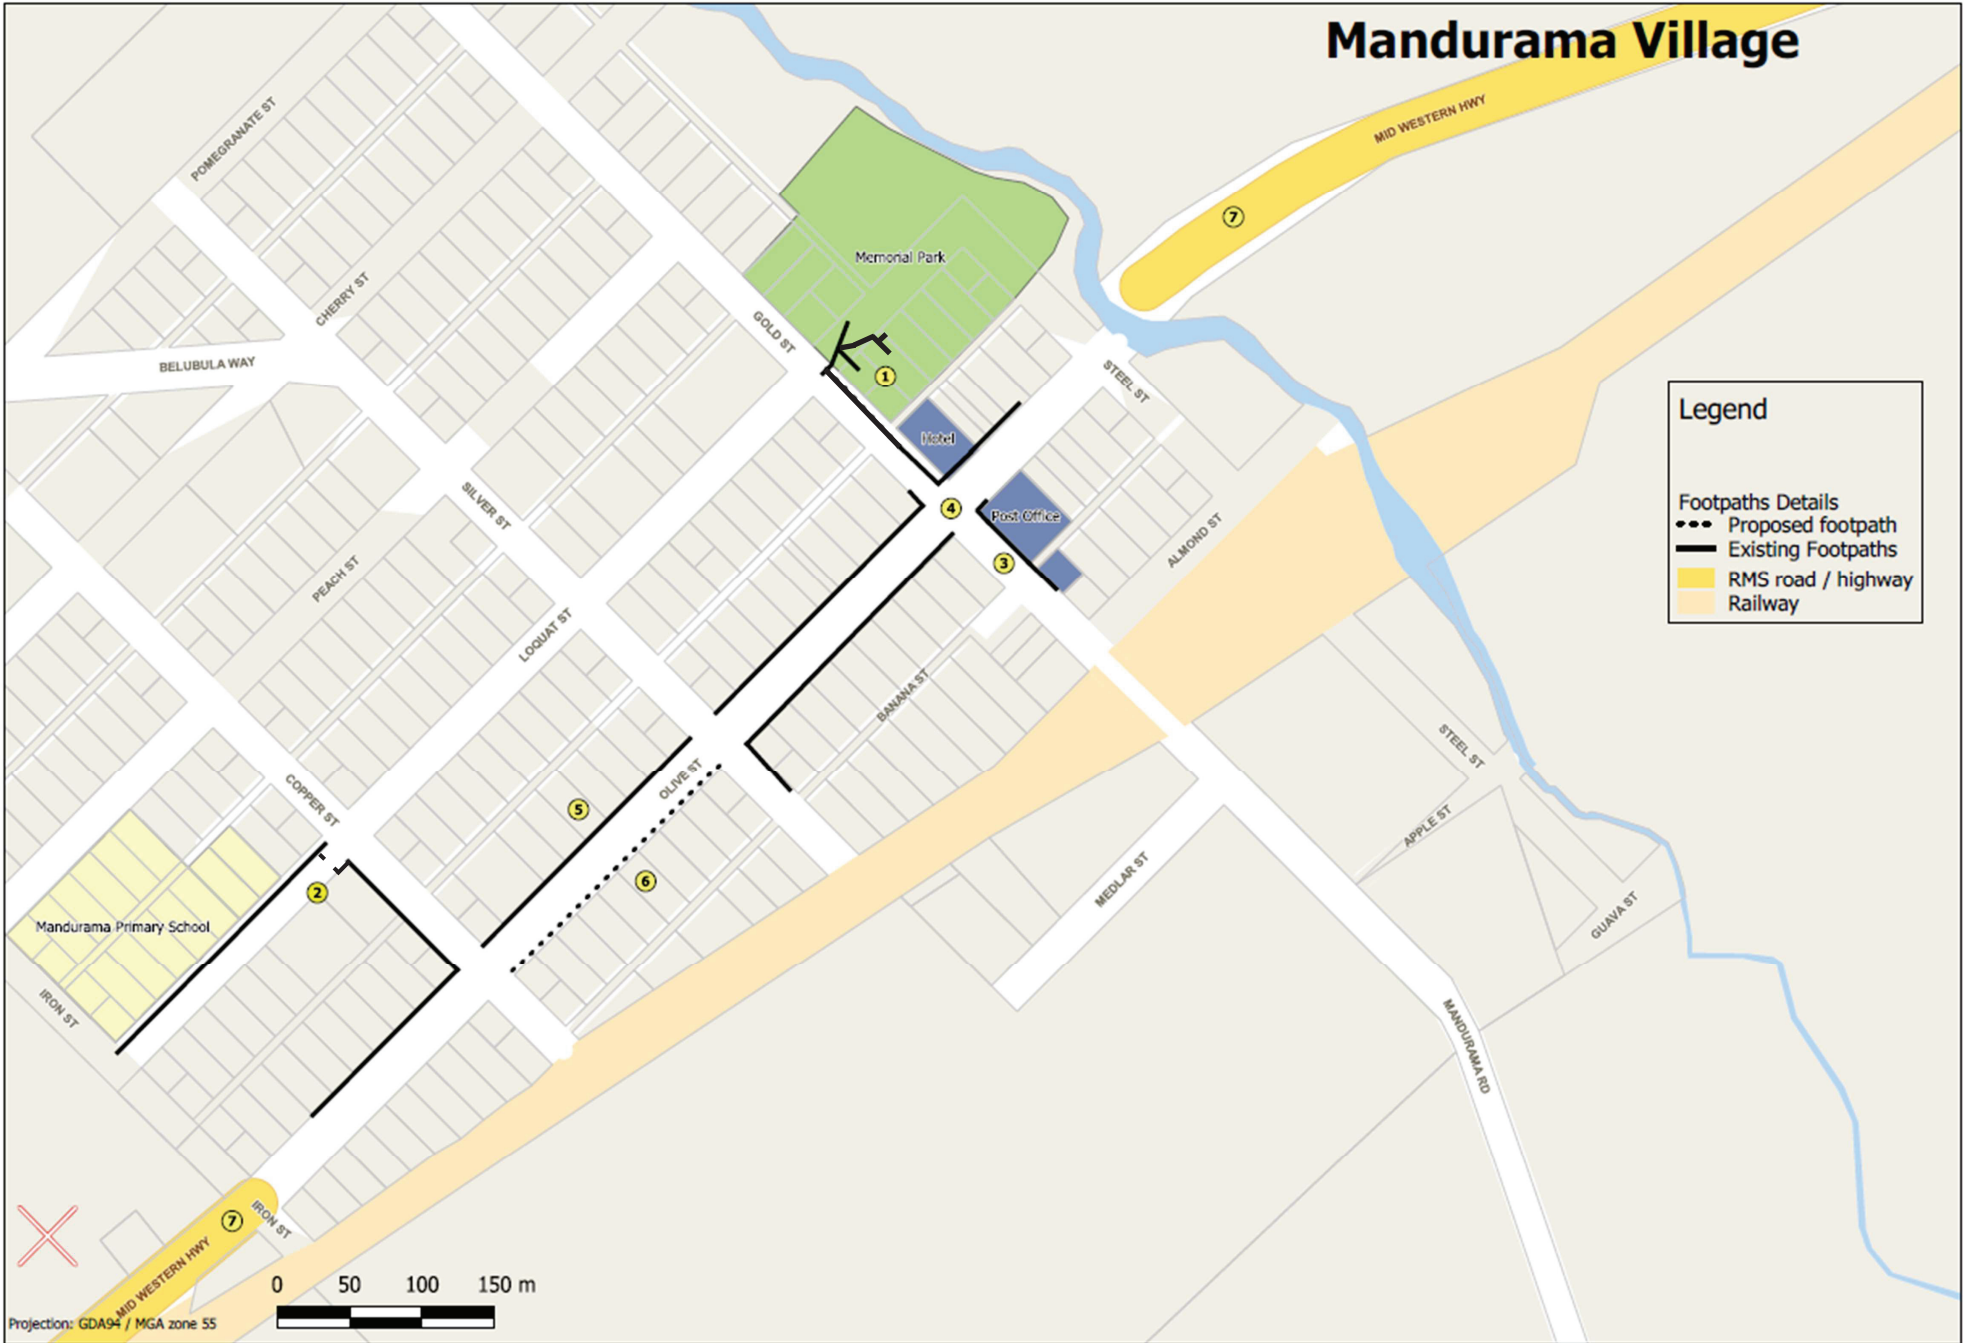 Mandurama Village
MID WESTERN HWY
7
POMEGRANATE ST
Memorial Park
CHERRY ST
GOLD ST
BELUBULA WAY
STEEL ST
1
Legend
Hotel
SILVER ST
4
Post Office
Footpaths Details
Proposed footpath
Existing Footpaths
RMS road / highway
Railway
ALMOND ST
3
PEACH ST
LOQUAT ST
BANANA ST
STEEL ST
OLIVE ST
COPPER ST
5
APPLE ST
6
MEDLAR ST
2
GUAVA ST
Mandurama Primary School
IRON ST
MANDURAMA RD
IRON ST
7
MID WESTERN HWY
0 50 100 150 m
Projection: GDA94 / MGA zone 55